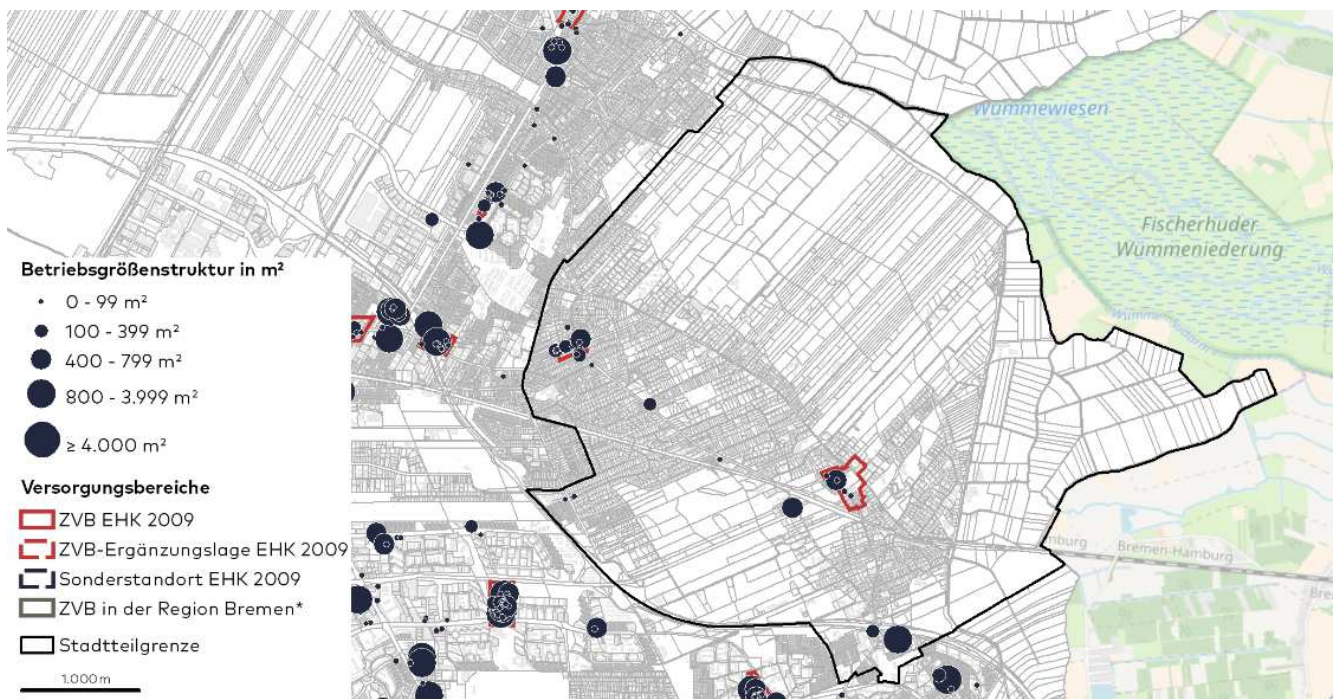 Wümmewiesen
Fischerhuder
Wümmeniederung
Betriebsgrößenstruktur in m²
0 - 99 m²
100 - 399 m²
400 - 799 m²
800 - 3.999 m²
≥ 4.000 m²
Versorgungsbereiche
ZVB EHK 2009
ZVB-Ergänzungslage EHK 2009
Sonderstandort EHK 2009
ZVB in der Region Bremen*
Stadtteilgrenze
1.000 m
Bremen-Hamburg